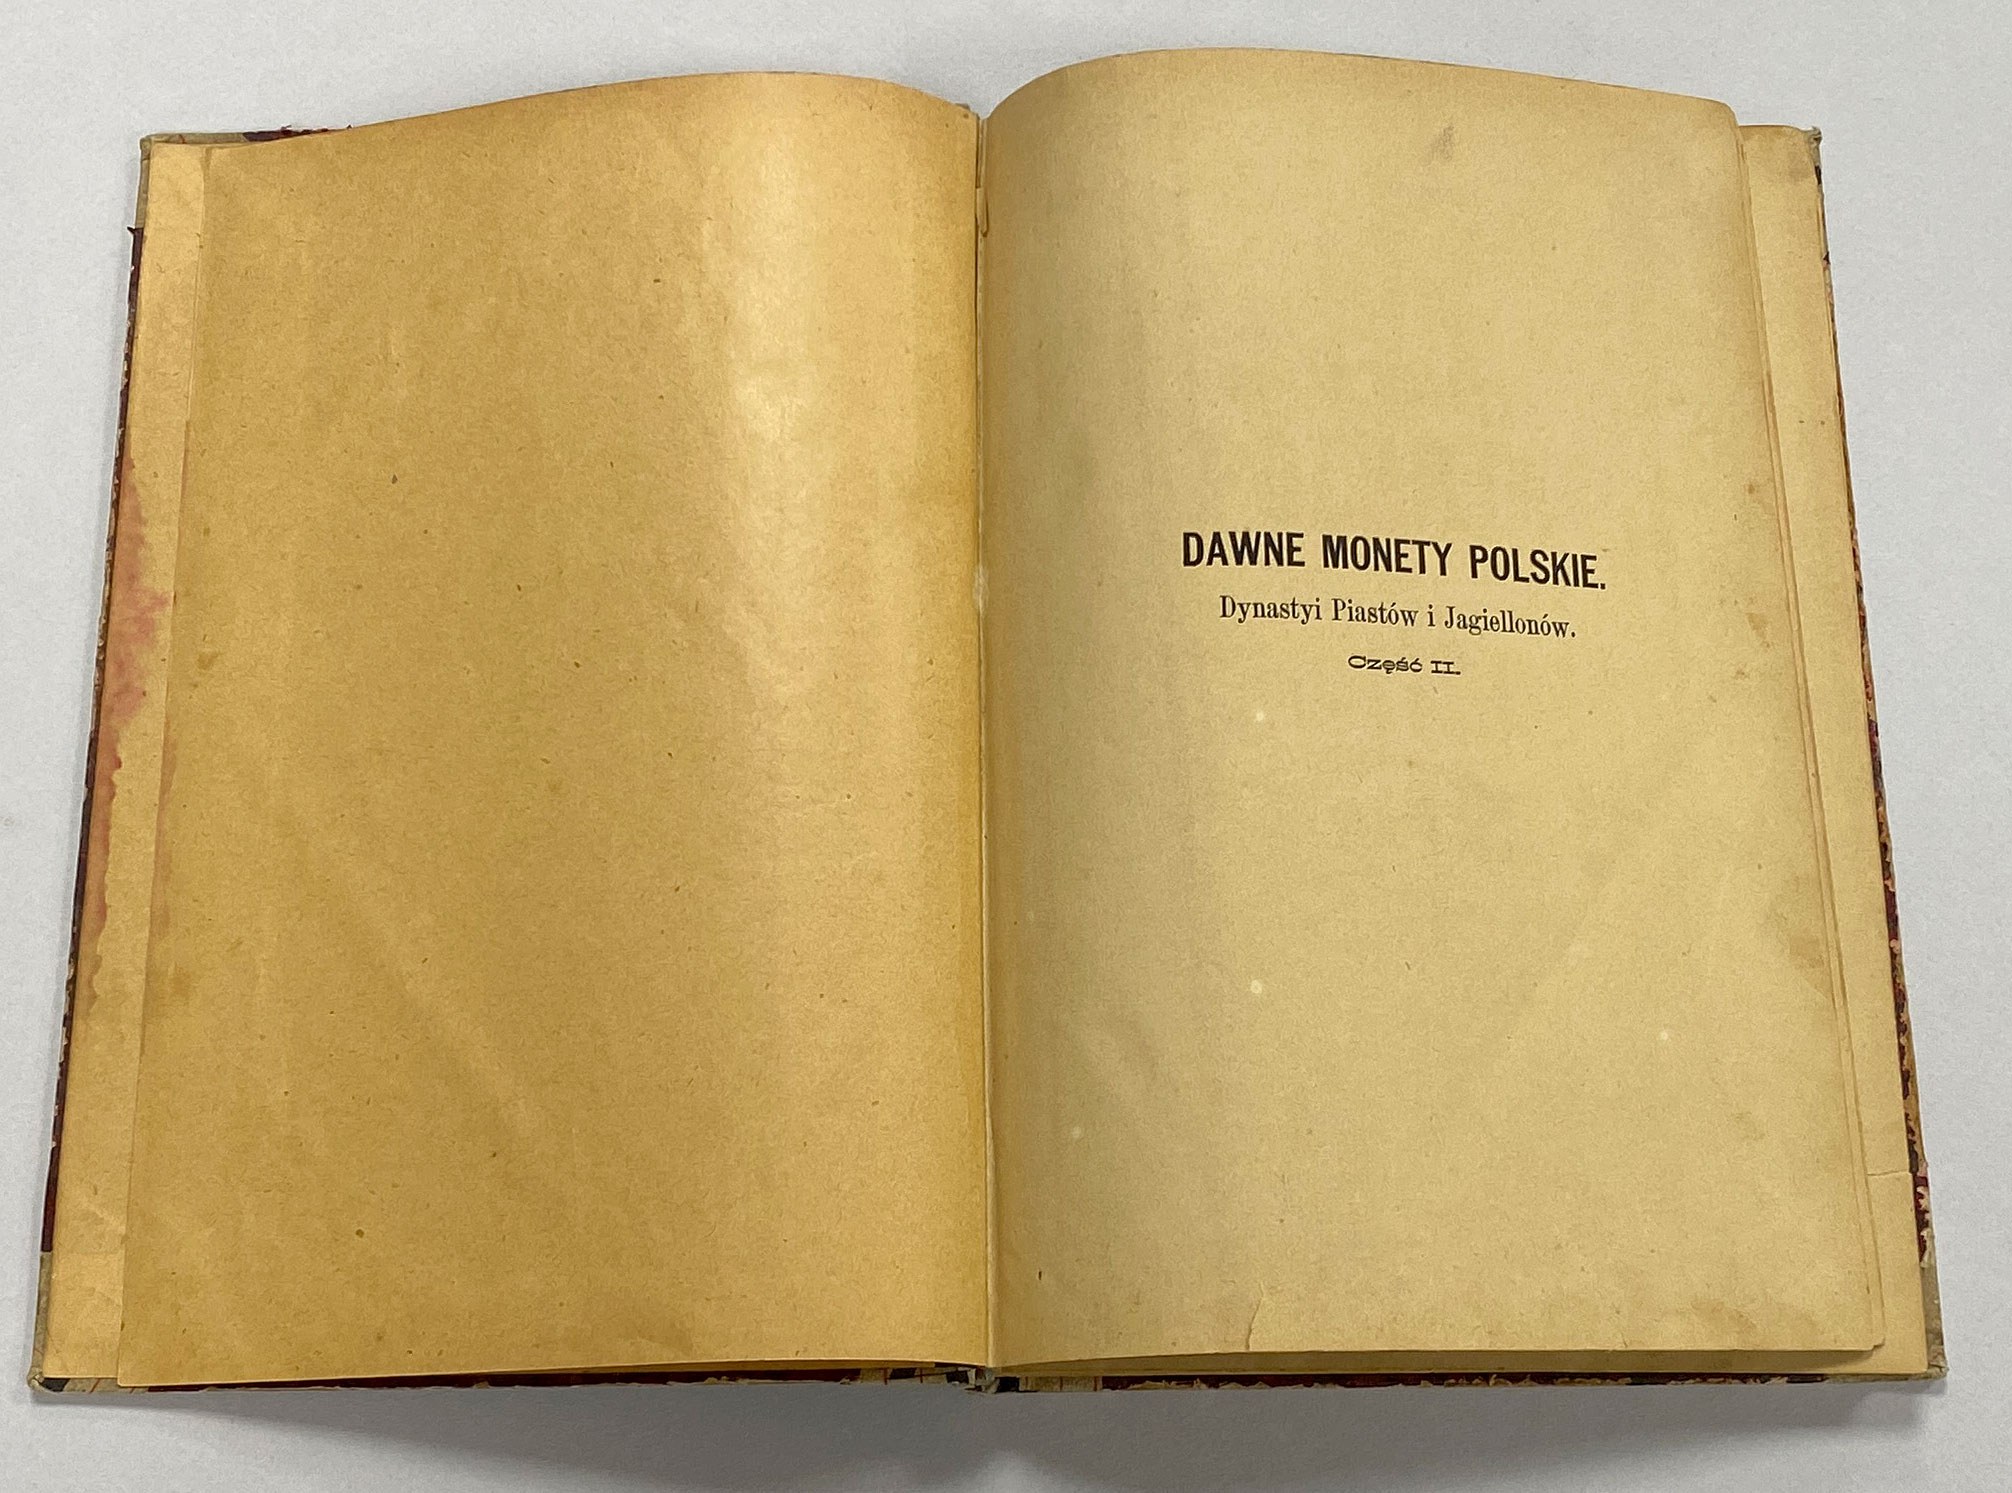 DAWNE MONETY POLSKIE.
Dynastyi Piastów i Jagiellonów.
Część II.